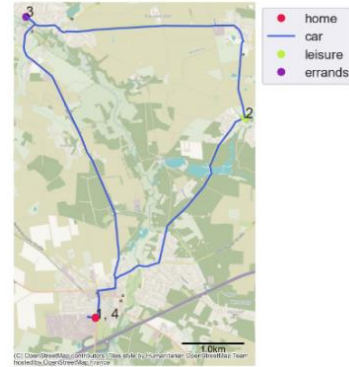 3
2
1, 4
1.0km
(C) OpenStreetMap contributors, Tiles style by Humanitarian OpenStreetMap Team
hosted by OpenStreetMap France
home
car
leisure
errands